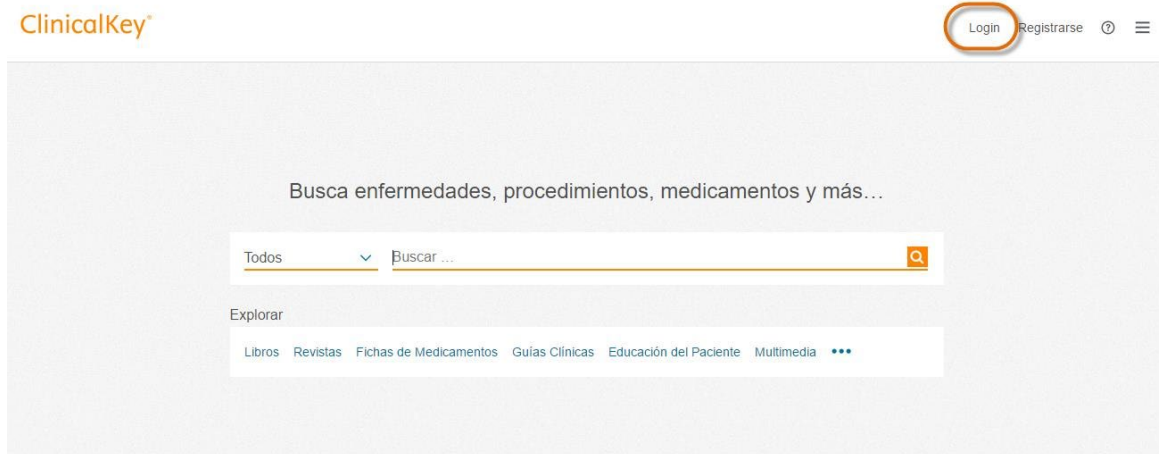 ClinicalKey®
Login Registrarse ?
Busca enfermedades, procedimientos, medicamentos y más…
Todos Buscar ...
Explorar
Libros Revistas Fichas de Medicamentos Guías Clínicas Educación del Paciente Multimedia •••